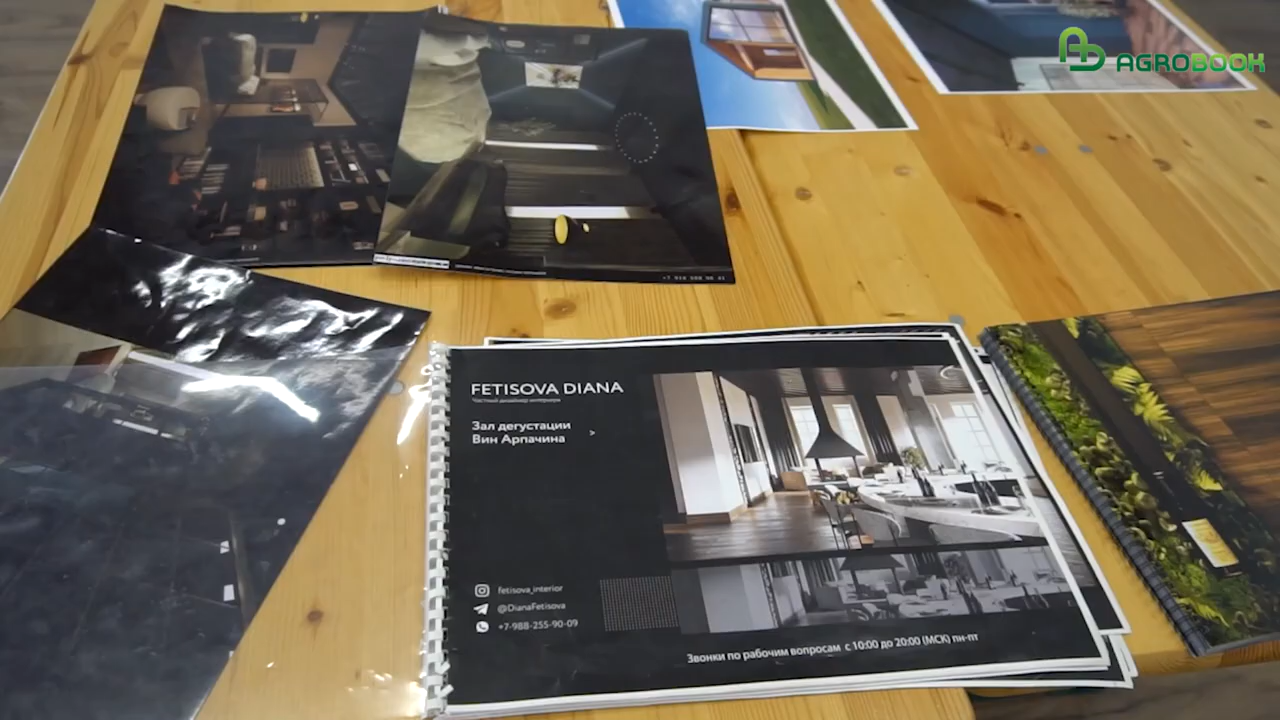 AGROBOOK
FETISOVA DIANA
Частный дизайнер интерьера
Зал дегустации
Вин Арпачина >
fetisova_interior
@DianaFetisova
+7-988-255-90-09
Звонки по рабочим вопросам с 10:00 до 20:00 (МСК) пн-пт